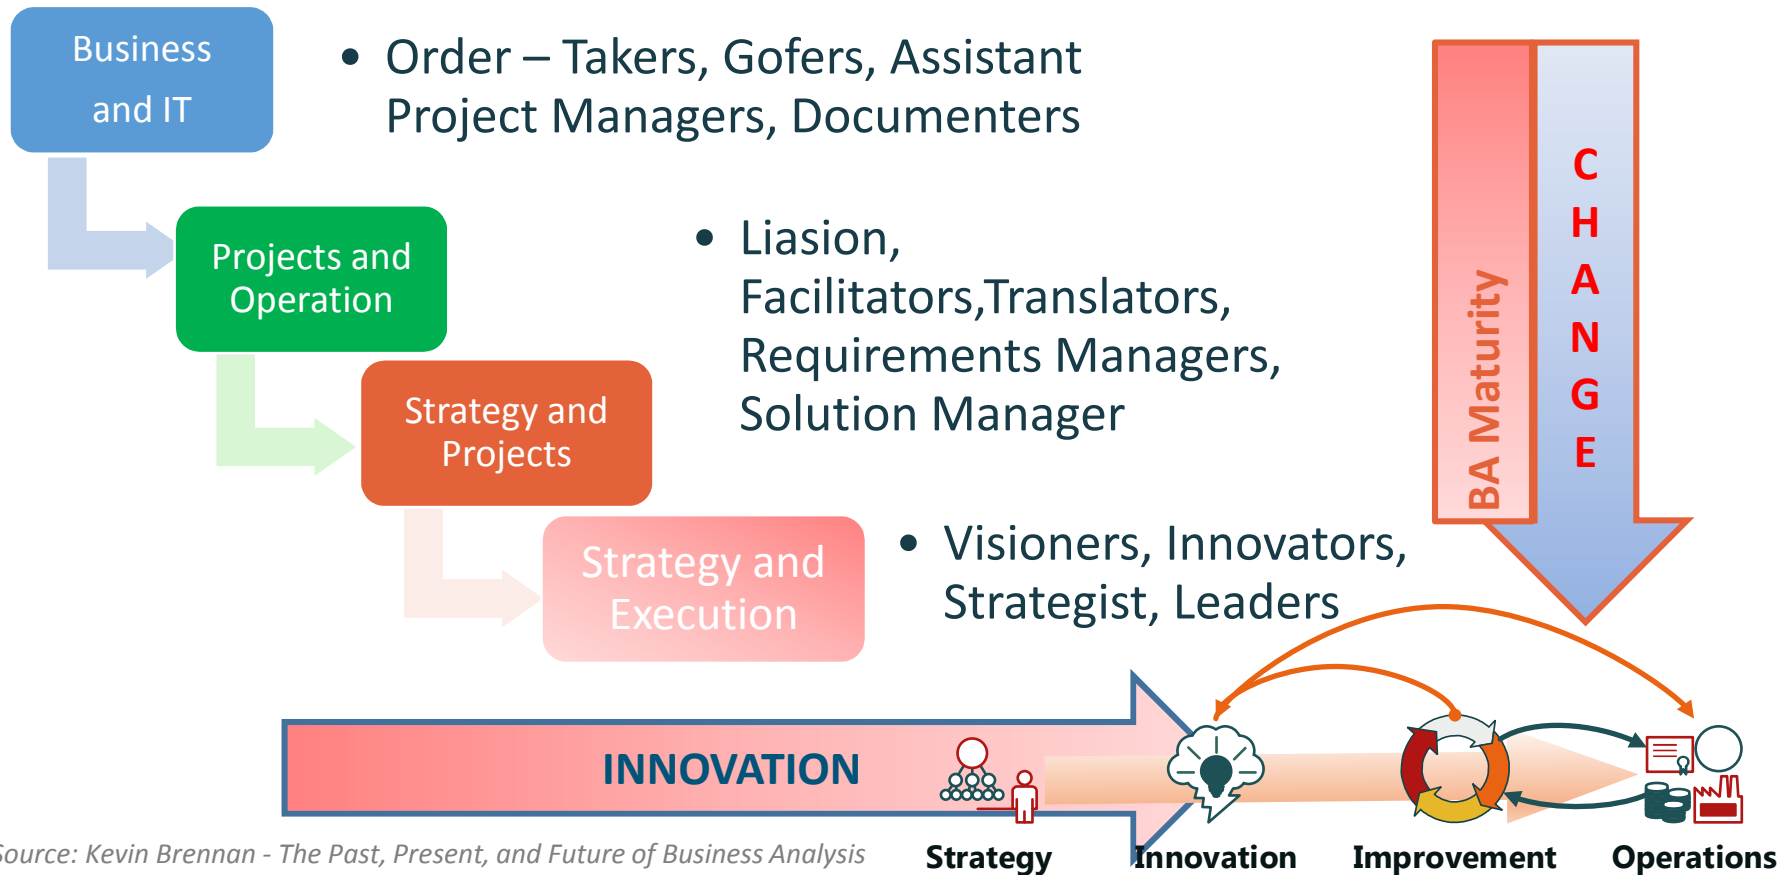 Business
and IT
• Order – Takers, Gofers, Assistant
Project Managers, Documenters
Projects and
Operation
• Liasion,
Facilitators,Translators,
Requirements Managers,
Solution Manager
Strategy and
Projects
Strategy and
Execution
• Visioners, Innovators,
Strategist, Leaders
BA Maturity
CHANGE
INNOVATION
Strategy
Innovation
Improvement
Operations
Source: Kevin Brennan - The Past, Present, and Future of Business Analysis